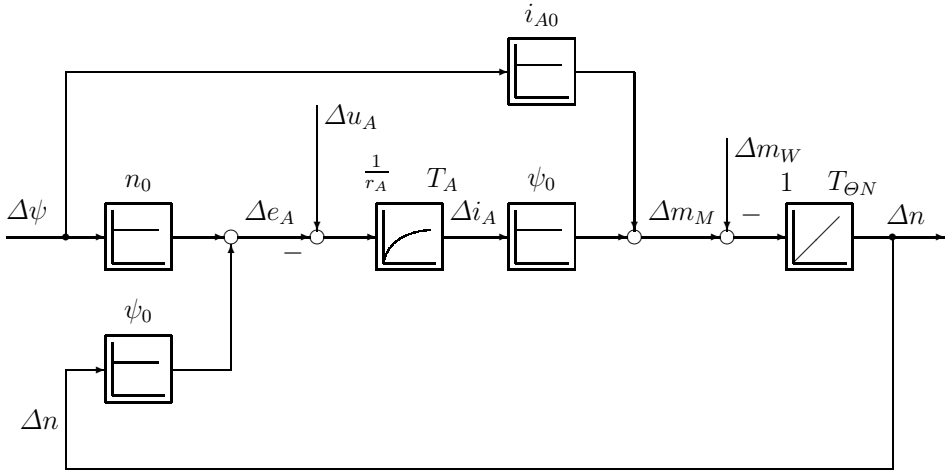 i_{A0}
Δu_A
Δm_W
n_0
1/r_A
T_A
ψ_0
1
T_{ΘN}
Δψ
Δe_A
Δi_A
Δm_M
−
Δn
−
ψ_0
Δn